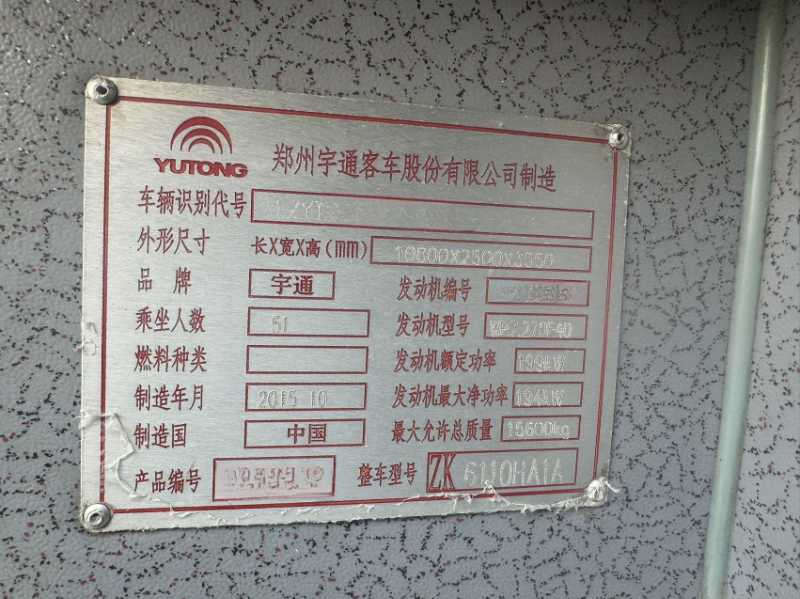 YUTONG
郑州宇通客车股份有限公司制造
车辆识别代号
外形尺寸 长X宽X高(mm)
品牌 宇通 发动机编号
乘坐人数 51 发动机型号
燃料种类 发动机额定功率 199kW
制造年月 2015.10 发动机最大净功率 194kW
制造国 中国 最大允许总质量 15600kg
产品编号 整车型号 ZK 6110HA1A